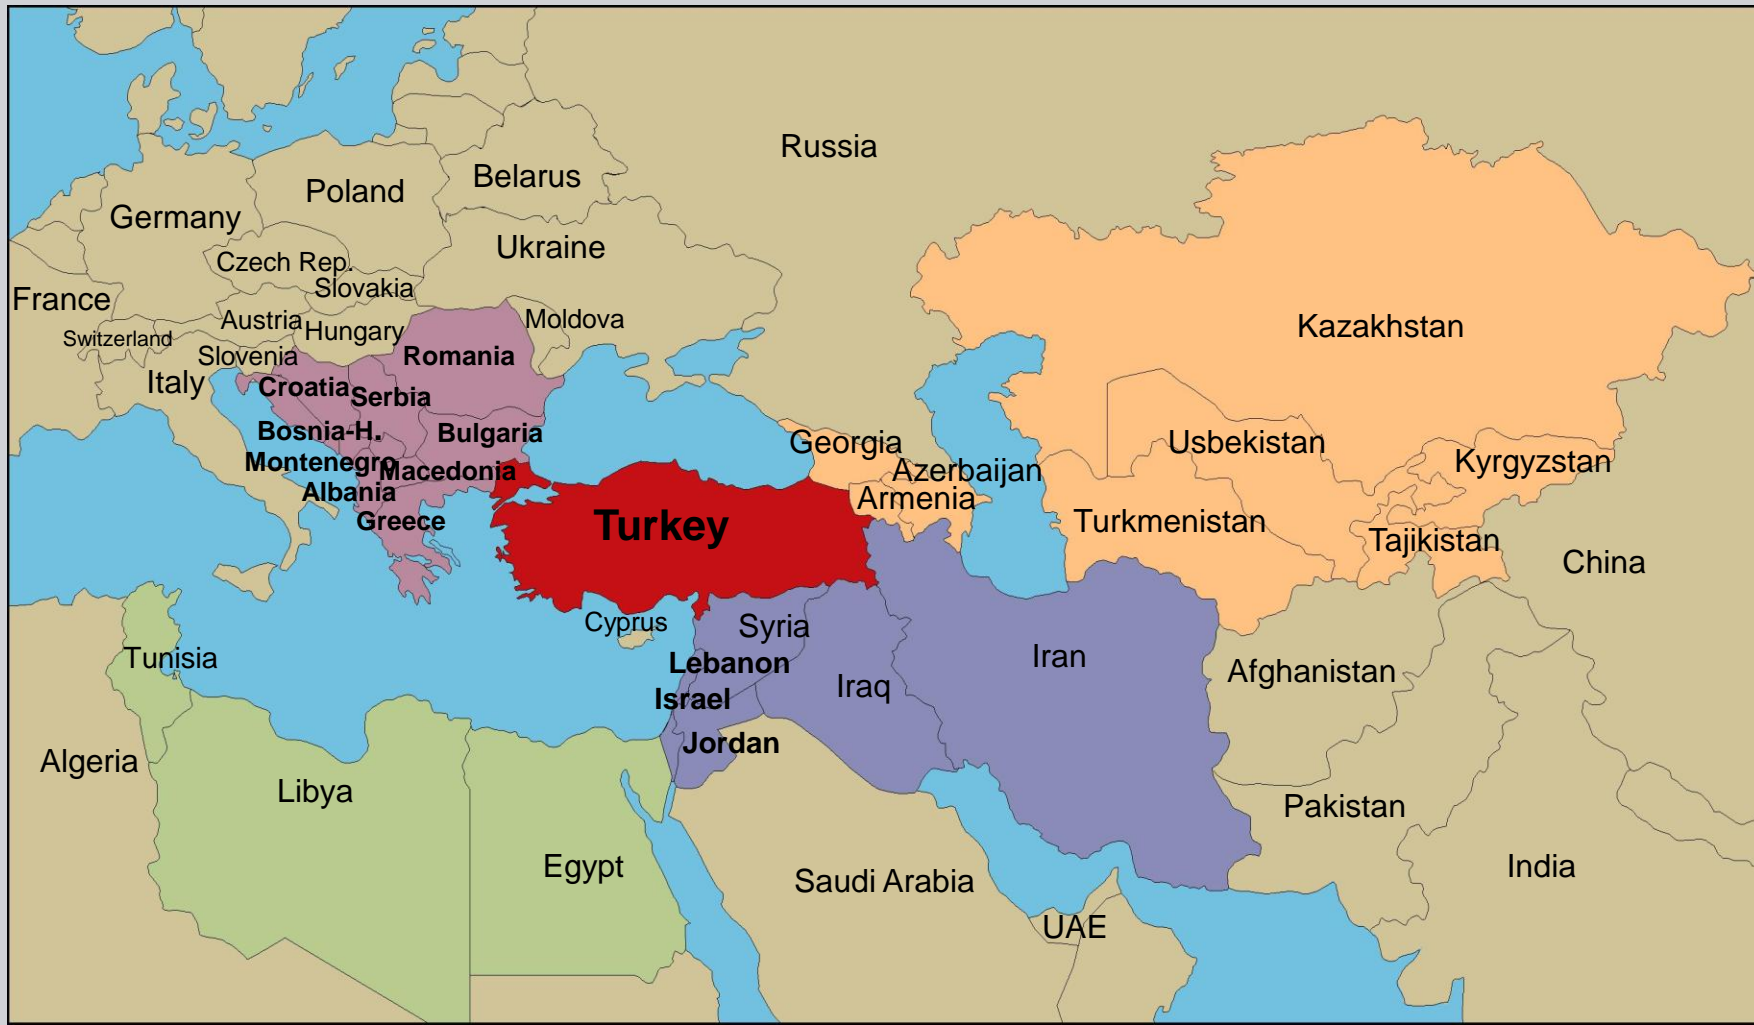 Russia
Belarus
Poland
Germany
Ukraine
Czech Rep.
Slovakia
France
Austria
Moldova
Hungary
Switzerland
Kazakhstan
Slovenia
Romania
Italy
Croatia
Serbia
Bosnia-H.
Bulgaria
Georgia
Usbekistan
Montenegro
Macedonia
Azerbaijan
Kyrgyzstan
Albania
Armenia
Greece
Turkey
Turkmenistan
Tajikistan
China
Cyprus
Syria
Tunisia
Lebanon
Iran
Afghanistan
Israel
Iraq
Jordan
Algeria
Libya
Pakistan
Egypt
Saudi Arabia
India
UAE